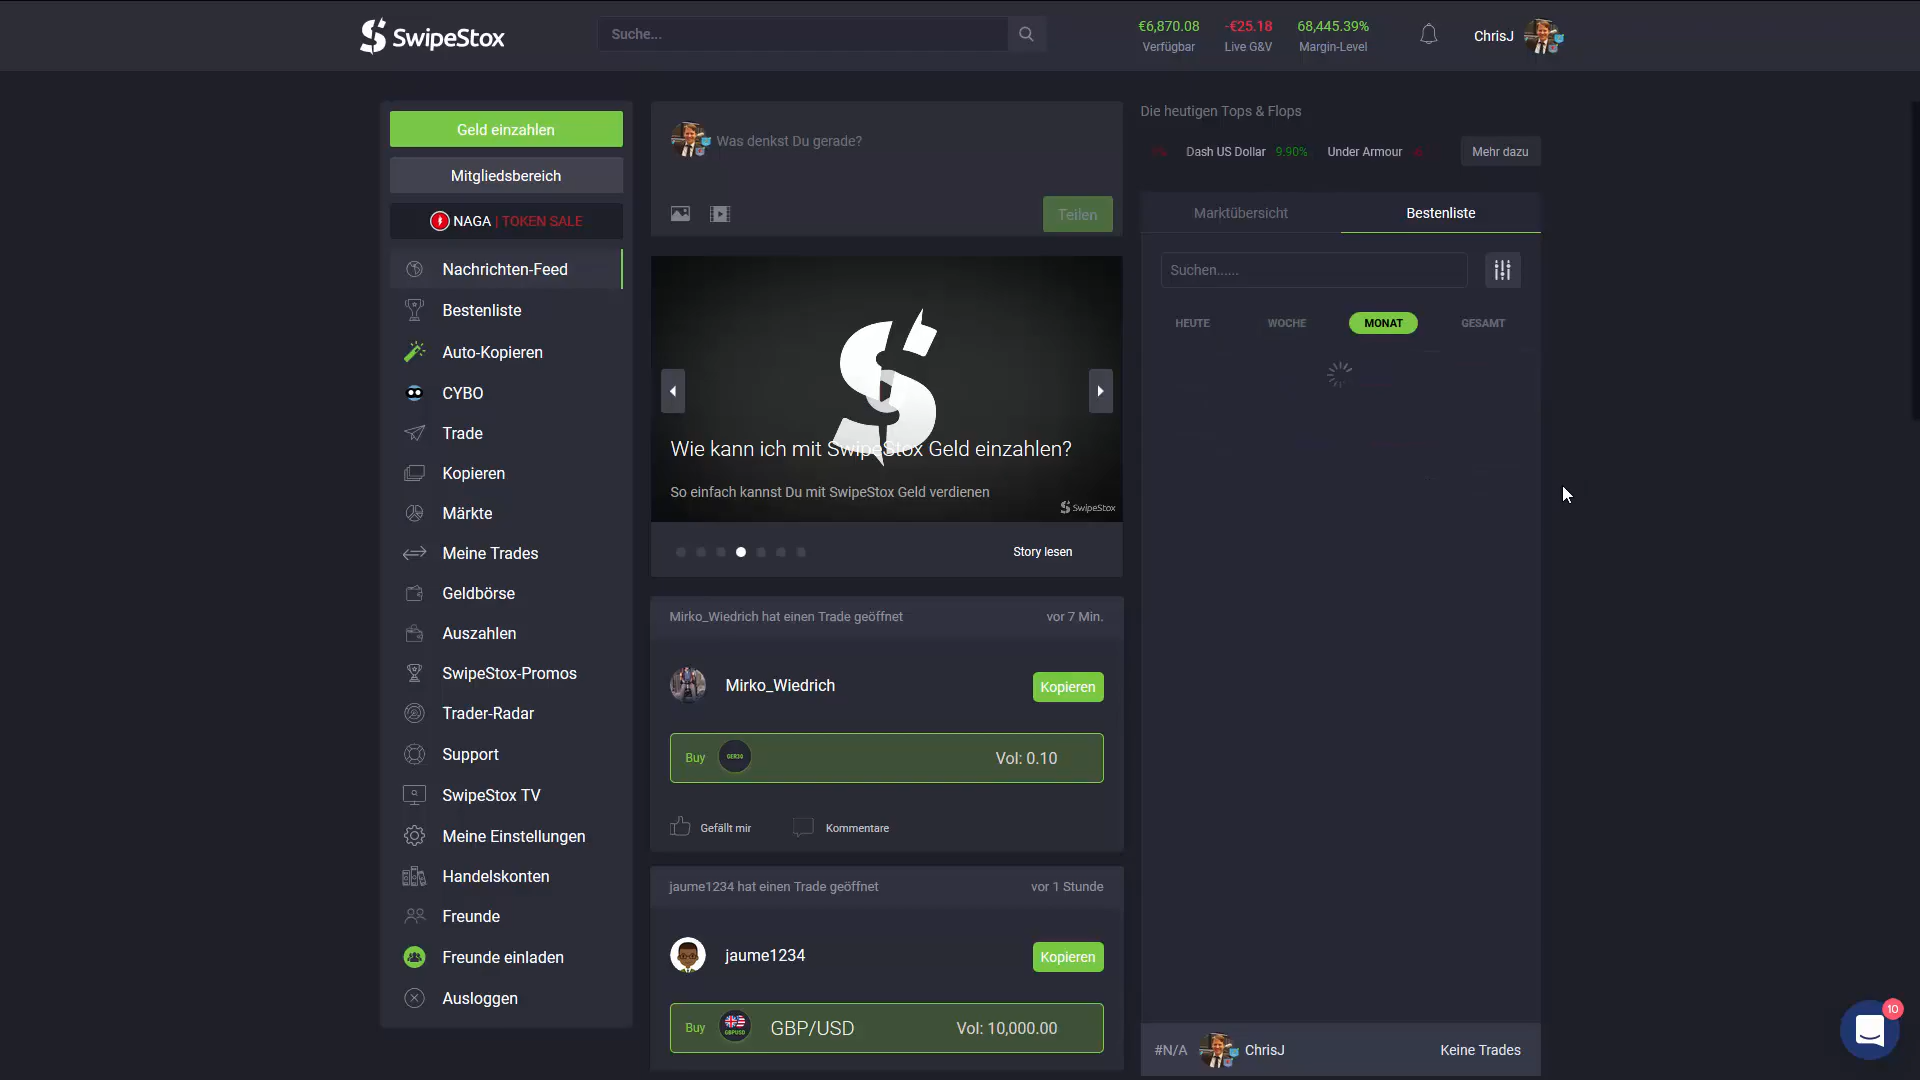 SwipeStox
Suche...
€6,870.08
Verfügbar
-€25.18
Live G&V
68,445.39%
Margin-Level
ChrisJ
Geld einzahlen
Mitgliedsbereich
NAGA | TOKEN SALE
Nachrichten-Feed
Bestenliste
Auto-Kopieren
CYBO
Trade
Kopieren
Märkte
Meine Trades
Geldbörse
Auszahlen
SwipeStox-Promos
Trader-Radar
Support
SwipeStox TV
Meine Einstellungen
Handelskonten
Freunde
Freunde einladen
Ausloggen
Was denkst Du gerade?
Teilen
Wie kann ich mit SwipeStox Geld einzahlen?
So einfach kannst Du mit SwipeStox Geld verdienen
SwipeStox
Story lesen
Mirko_Wiedrich hat einen Trade geöffnet
vor 7 Min.
Mirko_Wiedrich
Kopieren
Buy
GER30
Vol: 0.10
Gefällt mir
Kommentare
jaume1234 hat einen Trade geöffnet
vor 1 Stunde
jaume1234
Kopieren
Buy
GBPUSD
GBP/USD
Vol: 10,000.00
Die heutigen Tops & Flops
Dash US Dollar 9.90% Under Armour
Mehr dazu
Marktübersicht
Bestenliste
Suchen......
HEUTE
WOCHE
MONAT
GESAMT
#N/A
ChrisJ
Keine Trades
10